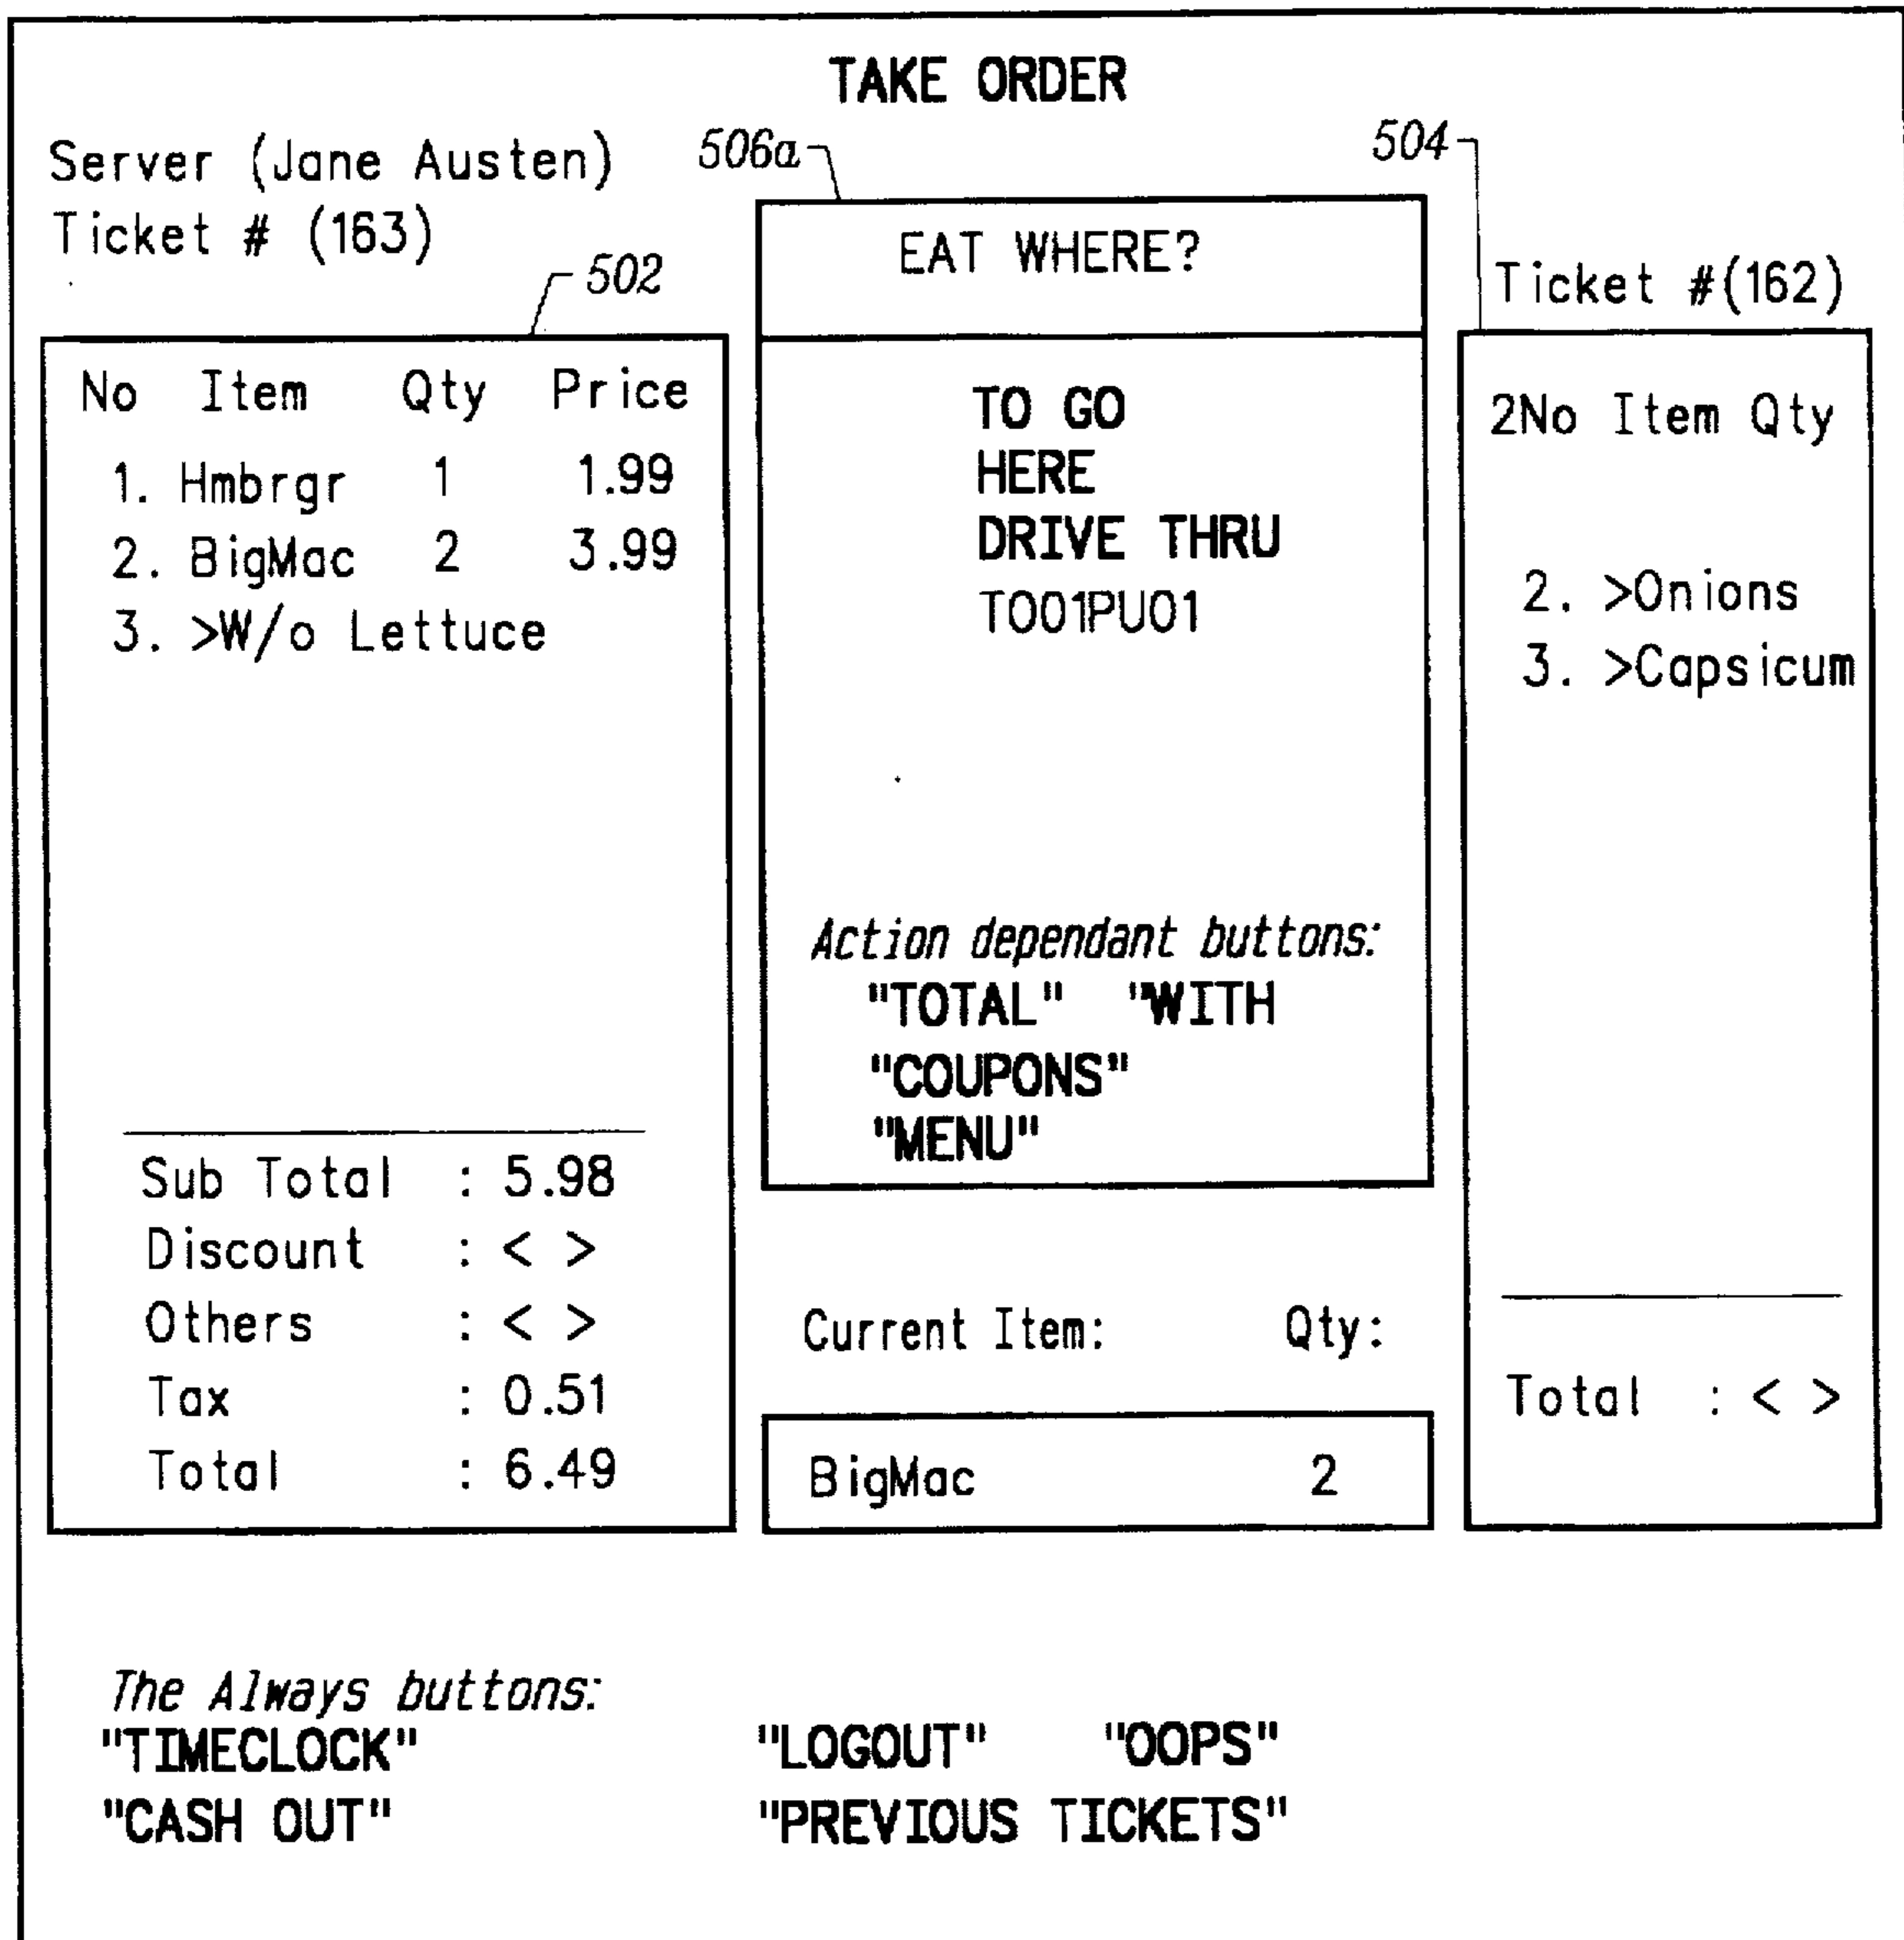 TAKE ORDER
Server (Jane Austen)
Ticket # (163)
502
No Item Qty Price
1. Hmbrgr 1 1.99
2. BigMac 2 3.99
3. >W/o Lettuce
Sub Total : 5.98
Discount : < >
Others : < >
Tax : 0.51
Total : 6.49
506a
EAT WHERE?
TO GO
HERE
DRIVE THRU
TO01PU01
Action dependant buttons:
"TOTAL" "WITH
"COUPONS"
"MENU"
Current Item: Qty:
BigMac 2
504
Ticket #(162)
2No Item Qty
2. >Onions
3. >Capsicum
Total : < >
The Always buttons:
"TIMECLOCK" "LOGOUT" "OOPS"
"CASH OUT" "PREVIOUS TICKETS"